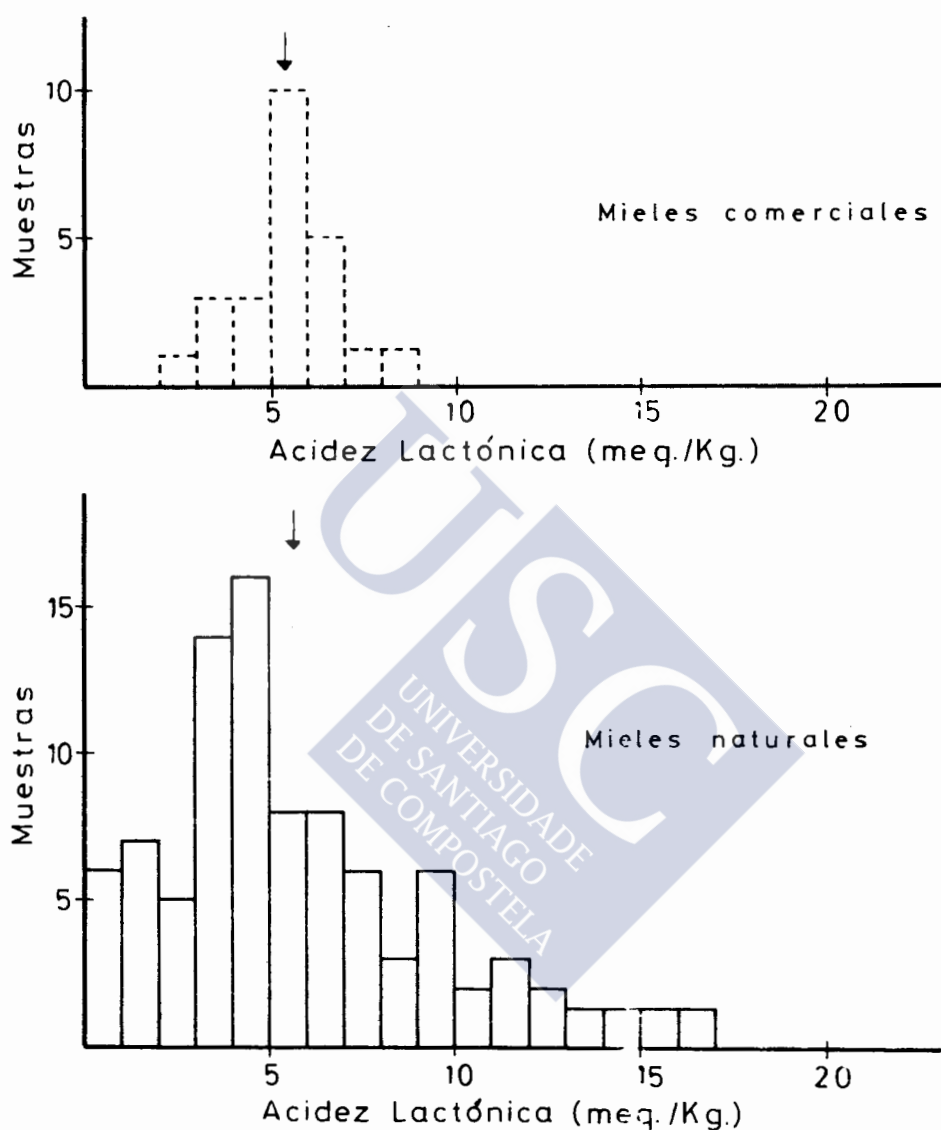 Muestras
10
5
Mieles comerciales
5 10 15 20
Acidez Lactónica (meq./Kg.)
Muestras
15
10
5
Mieles naturales
5 10 15 20
Acidez Lactónica (meq./Kg.)
USC
UNIVERSIDADE
DE SANTIAGO
DE COMPOSTELA